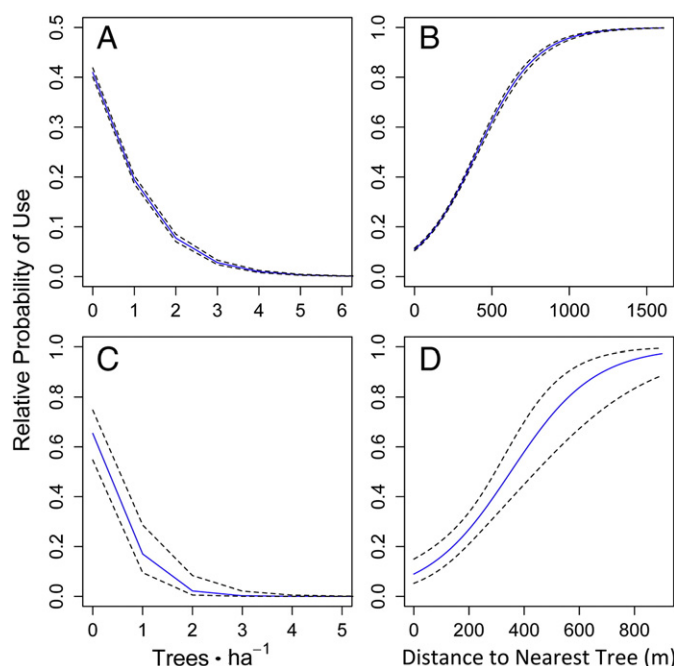 A
B
0.5
0.4
0.3
0.2
0.1
0.0
1.0
0.8
0.6
0.4
0.2
0.0
0 1 2 3 4 5 6
0 500 1000 1500
Relative Probability of Use
C
D
1.0
0.8
0.6
0.4
0.2
0.0
1.0
0.8
0.6
0.4
0.2
0.0
0 1 2 3 4 5
0 200 400 600 800
Trees · ha⁻¹
Distance to Nearest Tree (m)